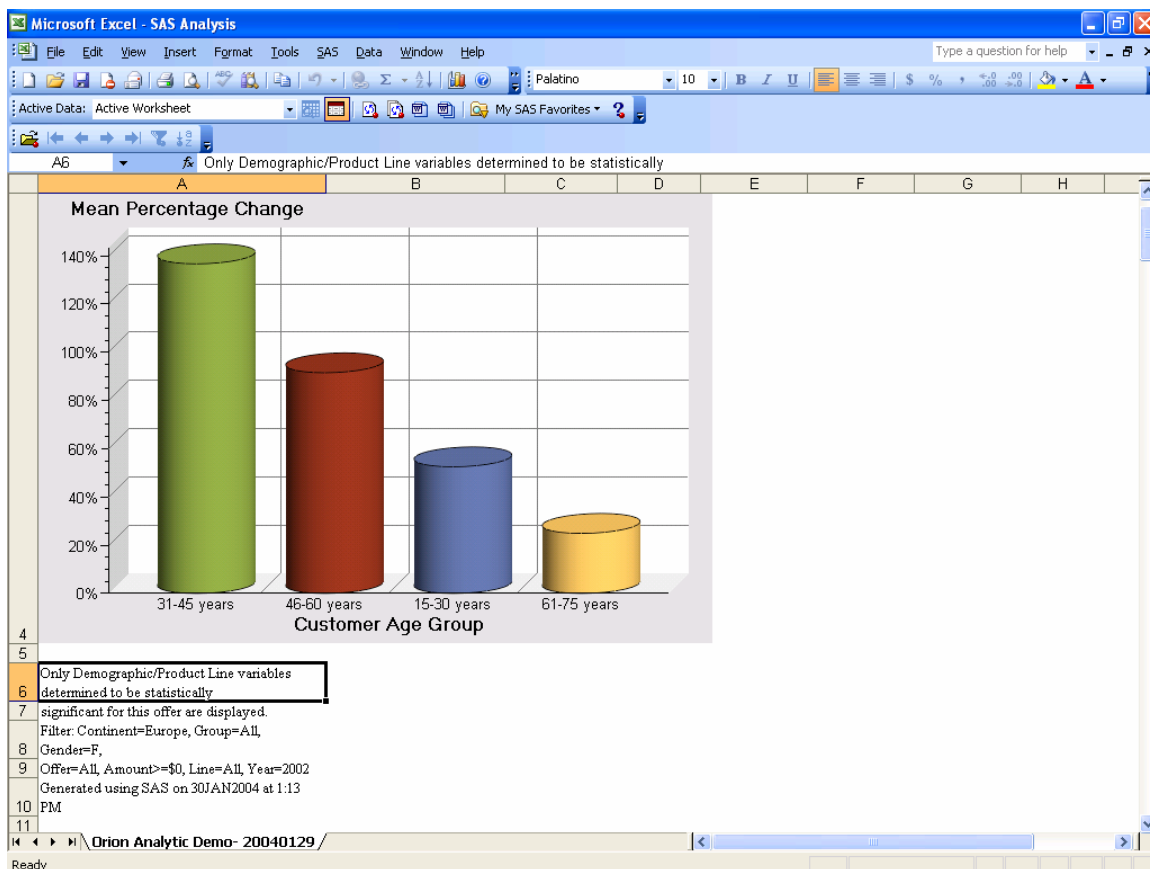 Microsoft Excel - SAS Analysis
File Edit View Insert Format Tools SAS Data Window Help
Type a question for help
Palatino 10 B I U $ % , A
Active Data: Active Worksheet My SAS Favorites
A6 fx Only Demographic/Product Line variables determined to be statistically
A B C D E F G H
Mean Percentage Change
140%
120%
100%
80%
60%
40%
20%
0%
31-45 years 46-60 years 15-30 years 61-75 years
Customer Age Group
4
5
Only Demographic/Product Line variables
6 determined to be statistically
7 significant for this offer are displayed.
Filter: Continent=Europe, Group=All,
8 Gender=F,
9 Offer=All, Amount>=$0, Line=All, Year=2002
Generated using SAS on 30JAN2004 at 1:13
10 PM
11
Orion Analytic Demo- 20040129
Ready